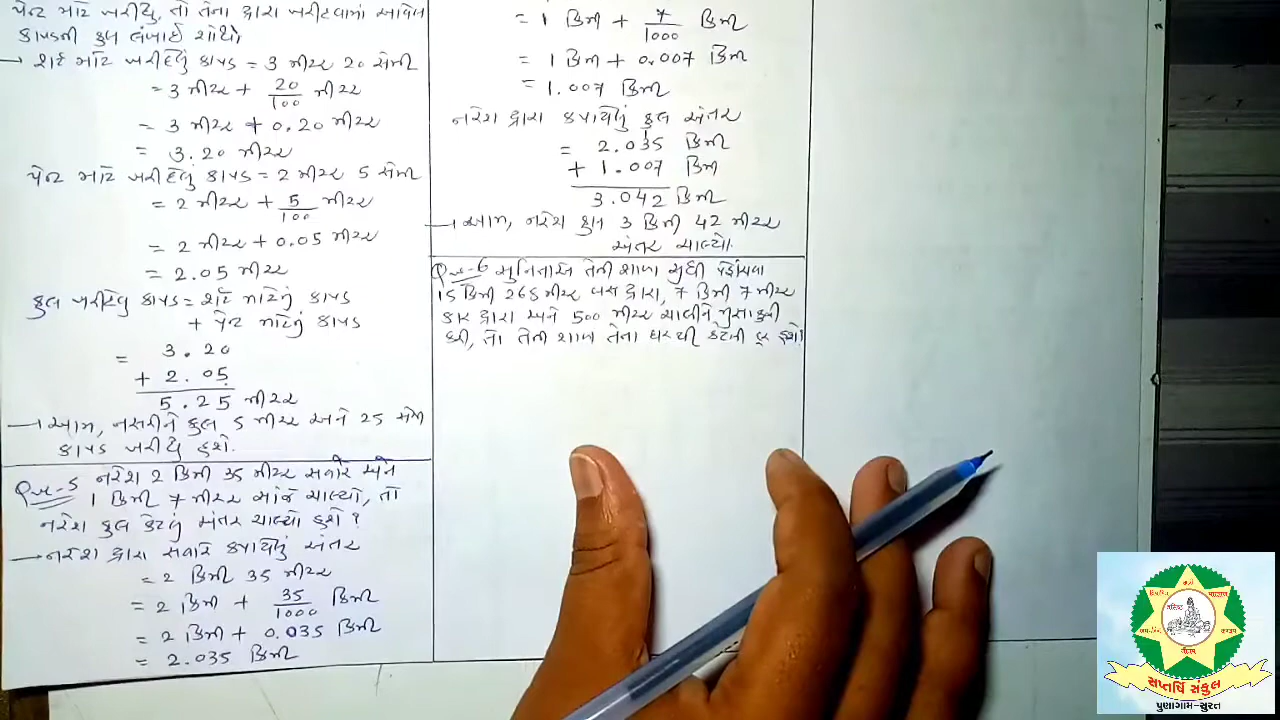 પેન્ટ માટે ખરીદ્યુ, તો તેના દ્વારા ખરીદવામાં આવેલ
કાપડની કુલ લંબાઈ શોધો.
→ શર્ટ માટે ખરીદેલું કાપડ = 3 મીટર 20 સેમી
= 3 મીટર + 20/100 મીટર
= 3 મીટર + 0.20 મીટર
= 3.20 મીટર
પેન્ટ માટે ખરીદેલું કાપડ = 2 મીટર 5 સેમી
= 2 મીટર + 5/100 મીટર
= 2 મીટર + 0.05 મીટર
= 2.05 મીટર
કુલ ખરીદેલુ કાપડ = શર્ટ માટેનું કાપડ
+ પેન્ટ માટેનું કાપડ
= 3.20
+ 2.05
5.25 મીટર
→ આમ, નસરીને કુલ 5 મીટર અને 25 સેમી
કાપડ ખરીદ્યુ હશે.
પ્રશ્ન-5 નરેશ 2 કિમી 35 મીટર સવારે અને
1 કિમી 7 મીટર સાંજે ચાલ્યો, તો
નરેશ કુલ કેટલું અંતર ચાલ્યો હશે ?
→ નરેશ દ્વારા સવારે કપાયેલું અંતર
= 2 કિમી 35 મીટર
= 2 કિમી + 35/1000 કિમી
= 2 કિમી + 0.035 કિમી
= 2.035 કિમી
= 1 કિમી + 7/1000 કિમી
= 1 કિમી + 0.007 કિમી
= 1.007 કિમી
નરેશ દ્વારા કપાયેલું કુલ અંતર
= 2.035 કિમી
+ 1.007 કિમી
3.042 કિમી
→ આમ, નરેશ કુલ 3 કિમી 42 મીટર
અંતર ચાલ્યો.
પ્રશ્ન-6 સુનિતાએ તેની શાળા સુધી પહોંચવા
15 કિમી 268 મીટર બસ દ્વારા, 7 કિમી 7 મીટર
કાર દ્વારા અને 500 મીટર ચાલીને મુસાફરી
કરી, તો તેની શાળા તેના ઘરથી કેટલી દૂર હશે?
સપ્તર્ષિ સંકુલ
પુણાગામ-સુરત